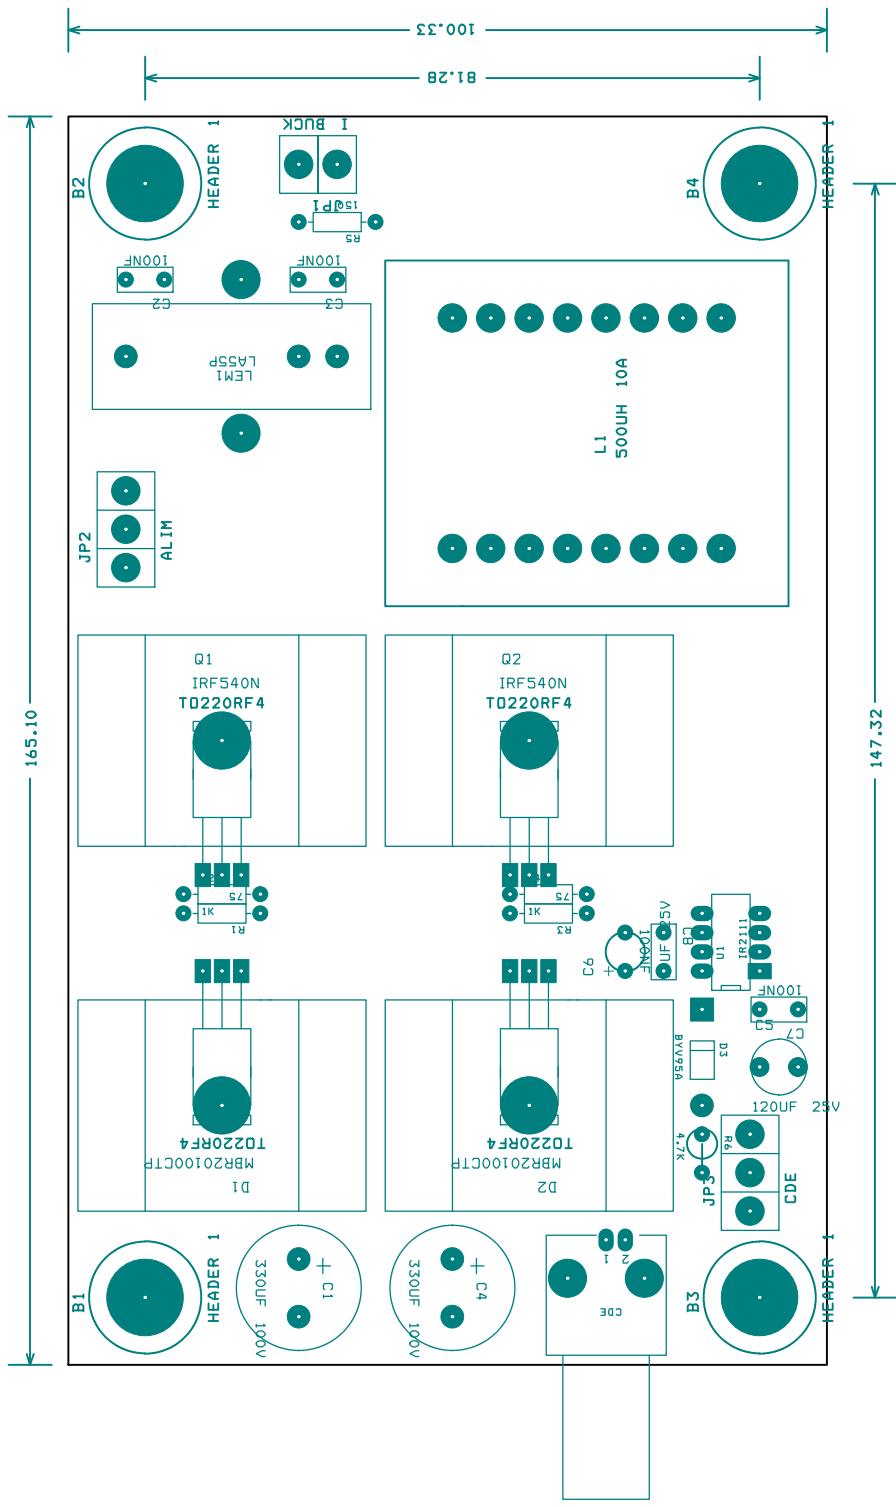 100.33
81.28
BUCK I
B2
HEADER 1
JP1
15Ω
R5
B4
HEADER 1
100NF
C2
100NF
C3
LA55P
LEM1
L1
500UH 10A
JP2
ALIM
165.10
147.32
Q1
IRF540N
TO220RF4
Q2
IRF540N
TO220RF4
75
1K
R1
75
1K
R3
C6
+
100NF
UF 25V
C8
U1
IR2111
100NF
C5
C7
BYV95A
D3
120UF 25V
4.7K
R6
JP3
CDE
TO220RF4
MBR20100CTP
D1
TO220RF4
MBR20100CTP
D2
B1
HEADER 1
330UF 100V
+
C1
330UF 100V
+
C4
1 2
CDE
B3
HEADER 1